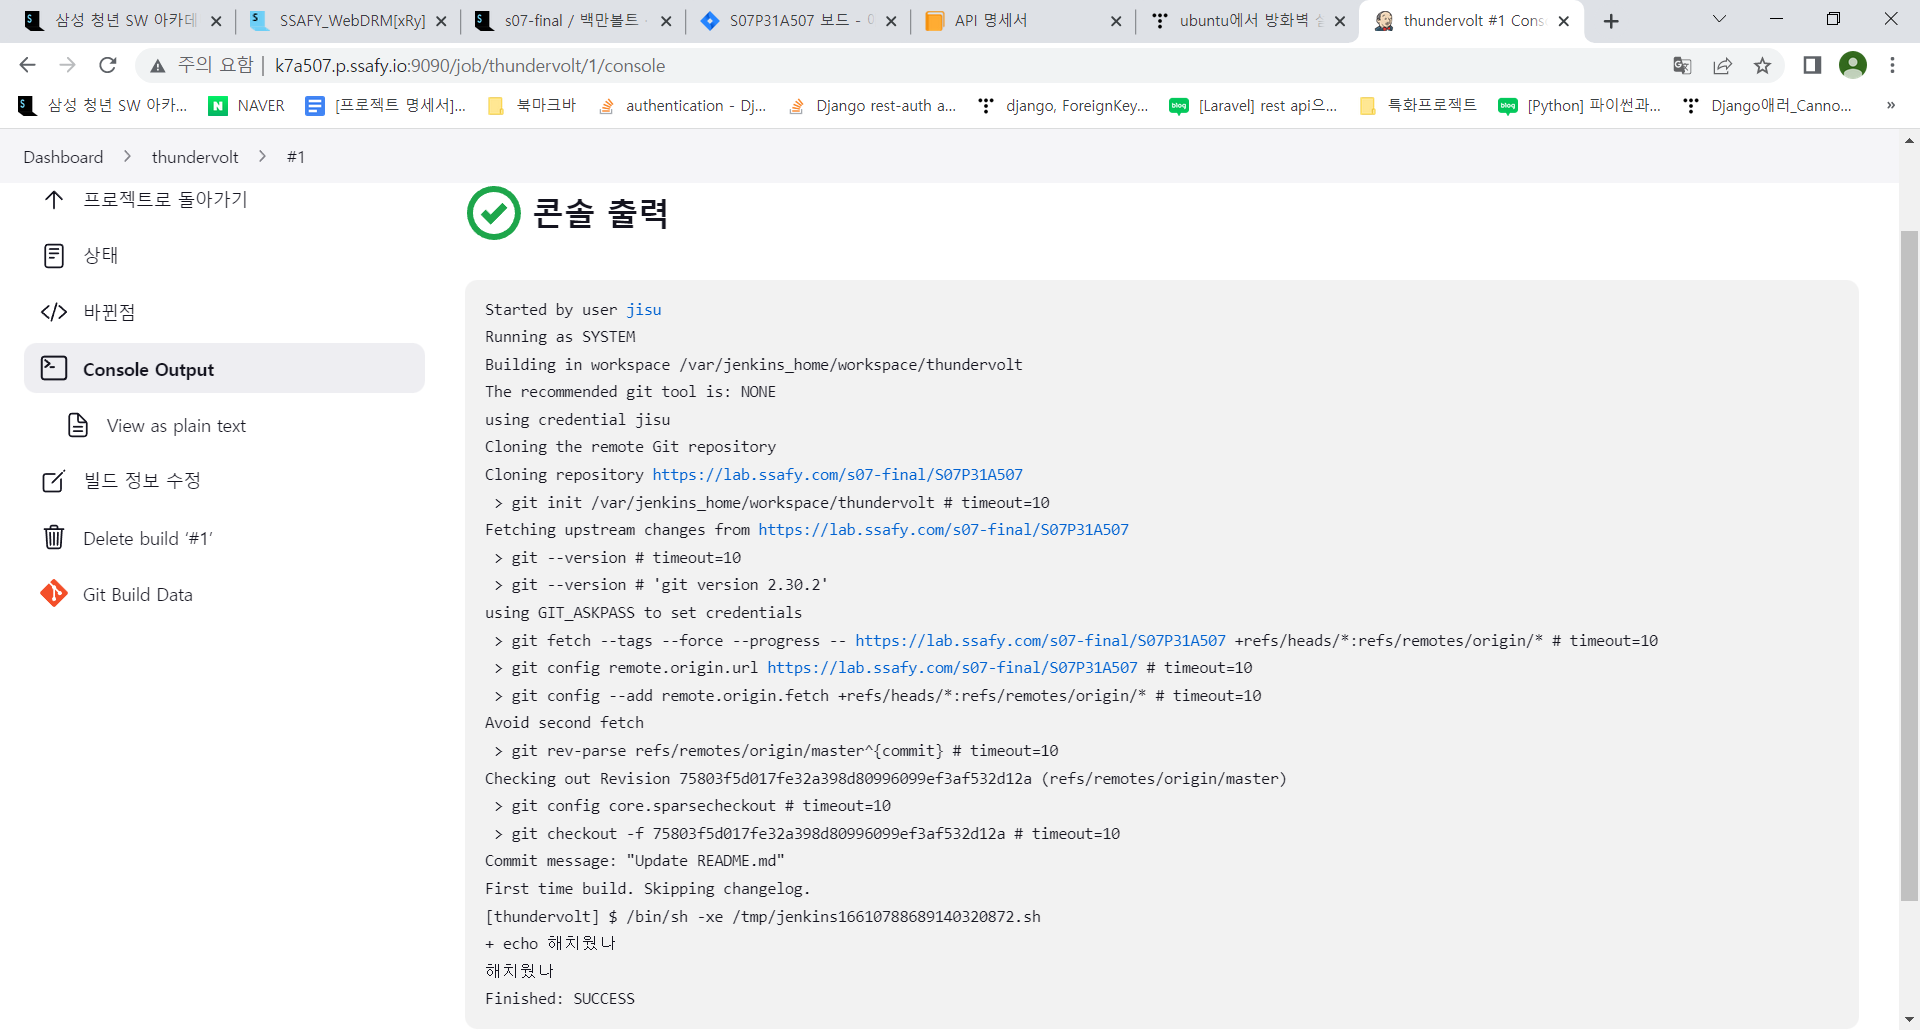 삼성 청년 SW 아카데
SSAFY_WebDRM[xRy]
s07-final / 백만볼트
S07P31A507 보드 -
API 명세서
ubuntu에서 방화벽
thundervolt #1 Cons
주의 요함 | k7a507.p.ssafy.io:9090/job/thundervolt/1/console
삼성 청년 SW 아카...
NAVER
[프로젝트 명세서]...
북마크바
authentication - Dj...
Django rest-auth a...
django, ForeignKey...
[Laravel] rest api으...
특화프로젝트
[Python] 파이썬과...
Django애러_Canno...
»
Dashboard > thundervolt > #1
프로젝트로 돌아가기
상태
바뀐점
Console Output
View as plain text
빌드 정보 수정
Delete build ‘#1’
Git Build Data
콘솔 출력
Started by user jisu
Running as SYSTEM
Building in workspace /var/jenkins_home/workspace/thundervolt
The recommended git tool is: NONE
using credential jisu
Cloning the remote Git repository
Cloning repository https://lab.ssafy.com/s07-final/S07P31A507
 > git init /var/jenkins_home/workspace/thundervolt # timeout=10
Fetching upstream changes from https://lab.ssafy.com/s07-final/S07P31A507
 > git --version # timeout=10
 > git --version # 'git version 2.30.2'
using GIT_ASKPASS to set credentials
 > git fetch --tags --force --progress -- https://lab.ssafy.com/s07-final/S07P31A507 +refs/heads/*:refs/remotes/origin/* # timeout=10
 > git config remote.origin.url https://lab.ssafy.com/s07-final/S07P31A507 # timeout=10
 > git config --add remote.origin.fetch +refs/heads/*:refs/remotes/origin/* # timeout=10
Avoid second fetch
 > git rev-parse refs/remotes/origin/master^{commit} # timeout=10
Checking out Revision 75803f5d017fe32a398d80996099ef3af532d12a (refs/remotes/origin/master)
 > git config core.sparsecheckout # timeout=10
 > git checkout -f 75803f5d017fe32a398d80996099ef3af532d12a # timeout=10
Commit message: "Update README.md"
First time build. Skipping changelog.
[thundervolt] $ /bin/sh -xe /tmp/jenkins16610788689140320872.sh
+ echo 해치웠나
해치웠나
Finished: SUCCESS